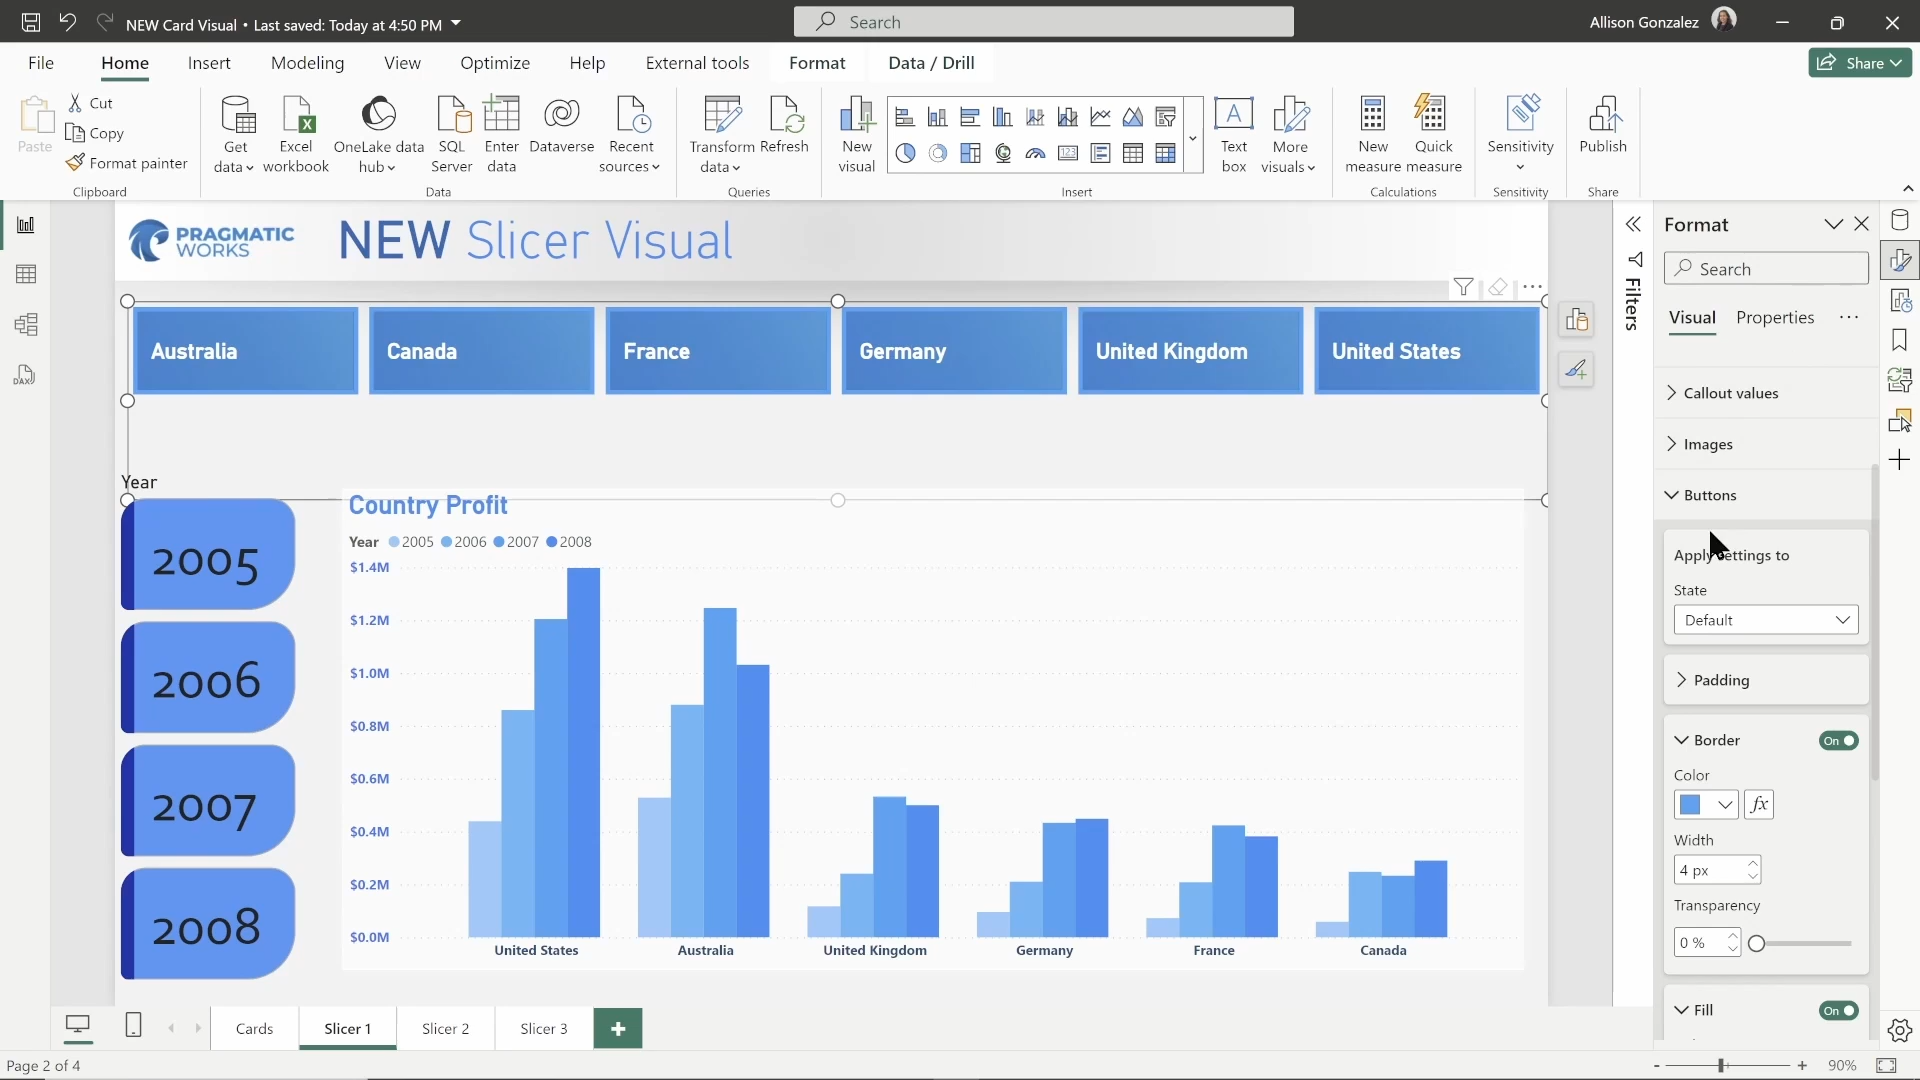 NEW Card Visual • Last saved: Today at 4:50 PM
Search
Allison Gonzalez
File
Home
Insert
Modeling
View
Optimize
Help
External tools
Format
Data / Drill
Share
Paste
Cut
Copy
Format painter
Clipboard
Get data
Excel workbook
OneLake data hub
SQL Server
Enter data
Dataverse
Recent sources
Data
Transform data
Refresh
Queries
New visual
Text box
More visuals
Insert
New measure
Quick measure
Calculations
Sensitivity
Sensitivity
Publish
Share
PRAGMATIC
WORKS
NEW Slicer Visual
Australia
Canada
France
Germany
United Kingdom
United States
Year
2005
2006
2007
2008
Country Profit
Year 2005 2006 2007 2008
$1.4M
$1.2M
$1.0M
$0.8M
$0.6M
$0.4M
$0.2M
$0.0M
United States
Australia
United Kingdom
Germany
France
Canada
Filters
Format
Search
Visual
Properties
Callout values
Images
Buttons
Apply settings to
State
Default
Padding
Border
On
Color
fx
Width
4 px
Transparency
0 %
Fill
On
DAX
Cards
Slicer 1
Slicer 2
Slicer 3
Page 2 of 4
90%